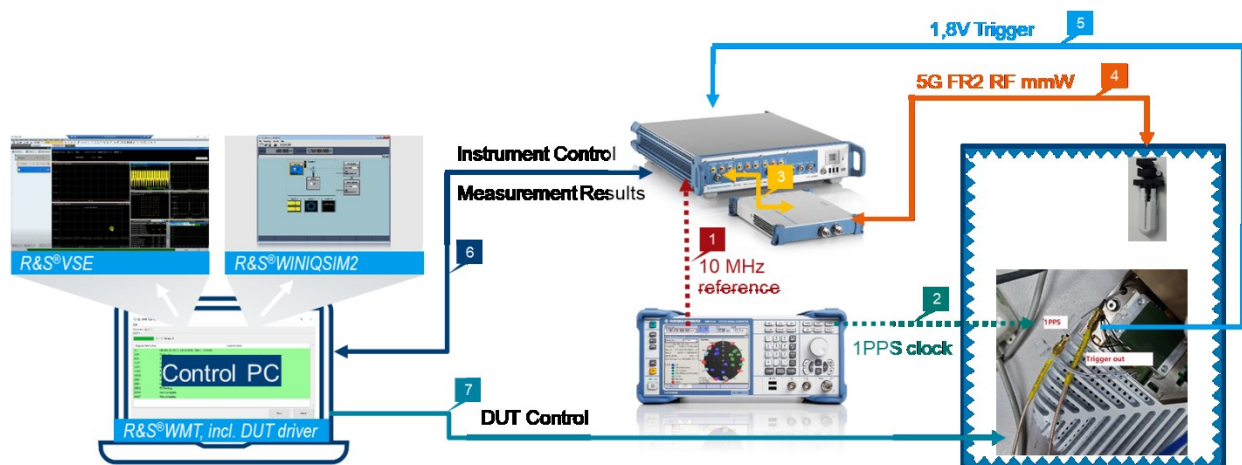 1,8V Trigger
5
5G FR2 RF mmW
4
Instrument Control
Measurement Results
3
R&S®VSE
R&S®WINIQSIM2
6
1
10 MHz
reference
2
1PPS
1PPS clock
Trigger out
Control PC
7
DUT Control
R&S®WMT, incl. DUT driver